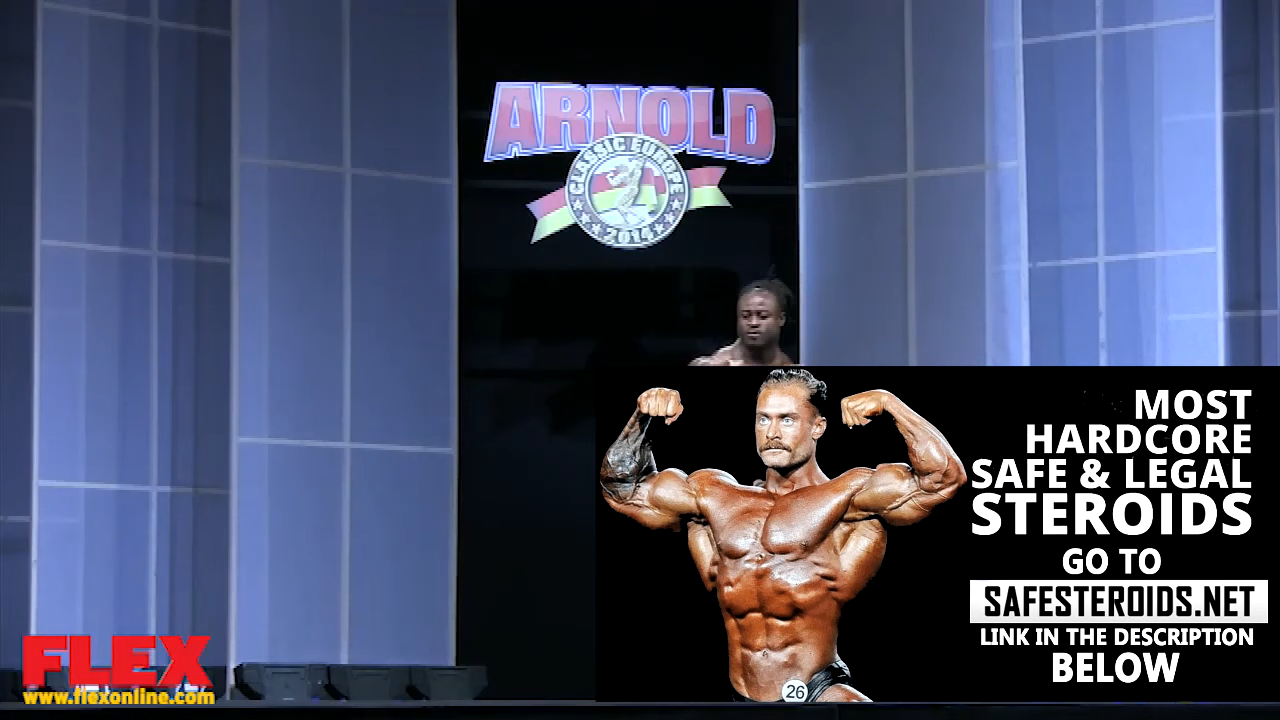 ARNOLD
CLASSIC EUROPE
2014
MOST
HARDCORE
SAFE & LEGAL
STEROIDS
GO TO
SAFESTEROIDS.NET
LINK IN THE DESCRIPTION
BELOW
26
FLEX
www.flexonline.com